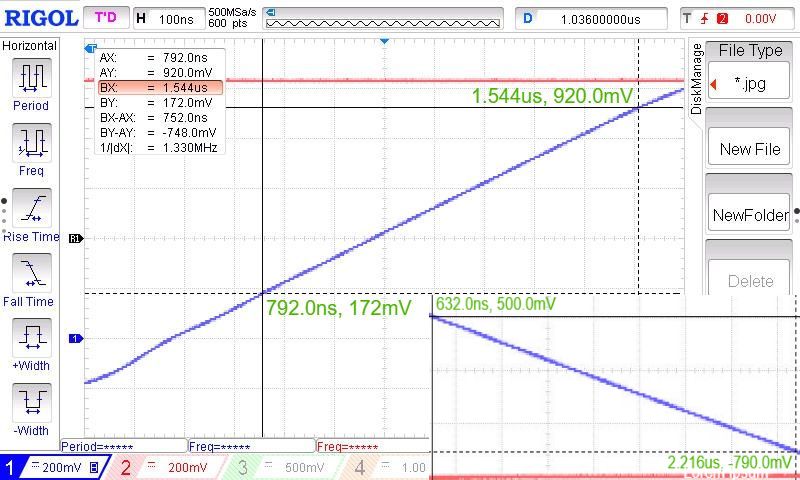 RIGOL
T'D
H
100ns
500MSa/s
600 pts
D
1.03600000us
T
2
0.00V
Horizontal
Period
Freq
Rise Time
Fall Time
+Width
-Width
T
AX: = 792.0ns
AY: = 920.0mV
BX: = 1.544us
BY: = 172.0mV
BX-AX: = 752.0ns
BY-AY: = -748.0mV
1/|dX|: = 1.330MHz
1.544us, 920.0mV
R1
1
792.0ns, 172mV
632.0ns, 500.0mV
2.216us, -790.0mV
DiskManage
File Type
*.jpg
New File
NewFolder
Delete
Period=*****
Freq=*****
Freq=*****
1
200mV
B
2
200mV
3
500mV
4
1.00